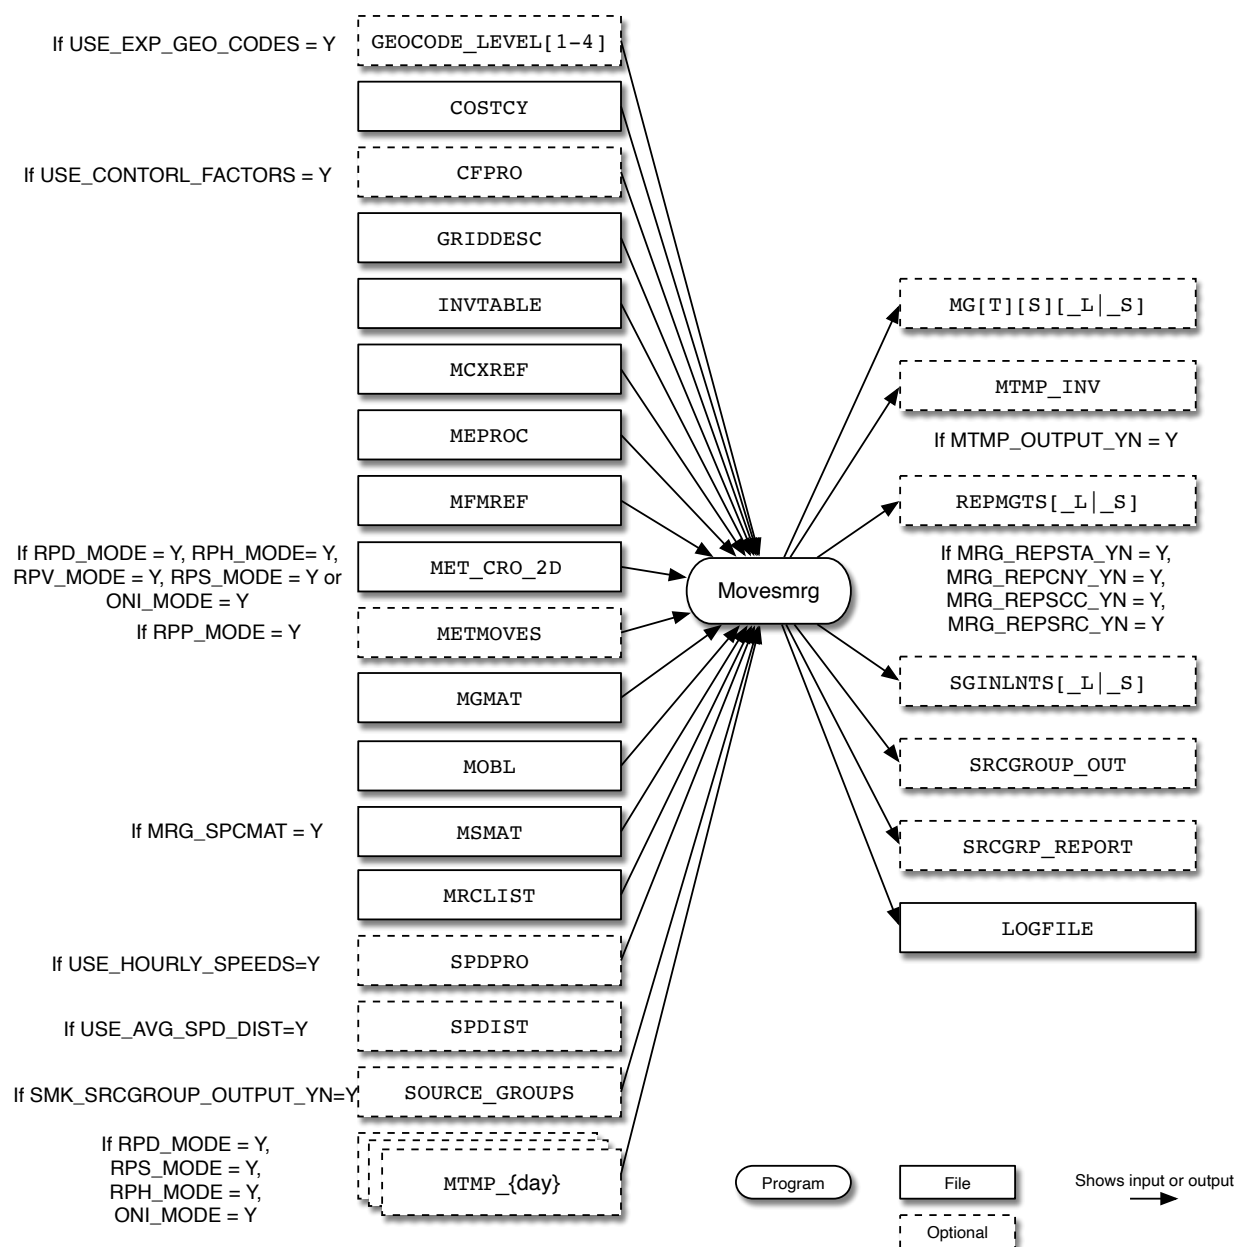 If USE_EXP_GEO_CODES = Y
GEOCODE_LEVEL[1-4]
COSTCY
If USE_CONTORL_FACTORS = Y
CFPRO
GRIDDESC
INVTABLE
MCXREF
MEPROC
MFMREF
If RPD_MODE = Y, RPH_MODE= Y,
RPV_MODE = Y, RPS_MODE = Y or
ONI_MODE = Y
MET_CRO_2D
If RPP_MODE = Y
METMOVES
MGMAT
MOBL
If MRG_SPCMAT = Y
MSMAT
MRCLIST
If USE_HOURLY_SPEEDS=Y
SPDPRO
If USE_AVG_SPD_DIST=Y
SPDIST
If SMK_SRCGROUP_OUTPUT_YN=Y
SOURCE_GROUPS
If RPD_MODE = Y,
RPS_MODE = Y,
RPH_MODE = Y,
ONI_MODE = Y
MTMP_{day}
Movesmrg
MG[T][S][_L|_S]
MTMP_INV
If MTMP_OUTPUT_YN = Y
REPMGTS[_L|_S]
If MRG_REPSTA_YN = Y,
MRG_REPCNY_YN = Y,
MRG_REPSCC_YN = Y,
MRG_REPSRC_YN = Y
SGINLNTS[_L|_S]
SRCGROUP_OUT
SRCGRP_REPORT
LOGFILE
Program
File
Shows input or output
Optional